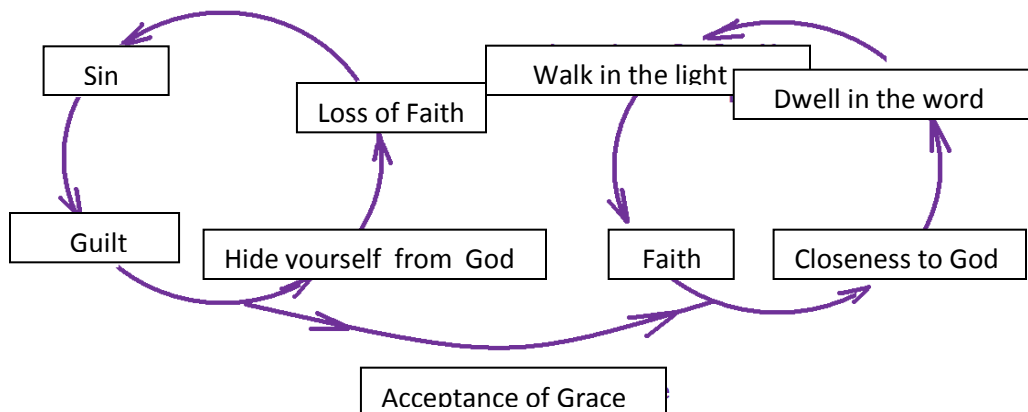 Sin
Walk in the light
Dwell in the word
Loss of Faith
Guilt
Hide yourself from God
Faith
Closeness to God
Acceptance of Grace